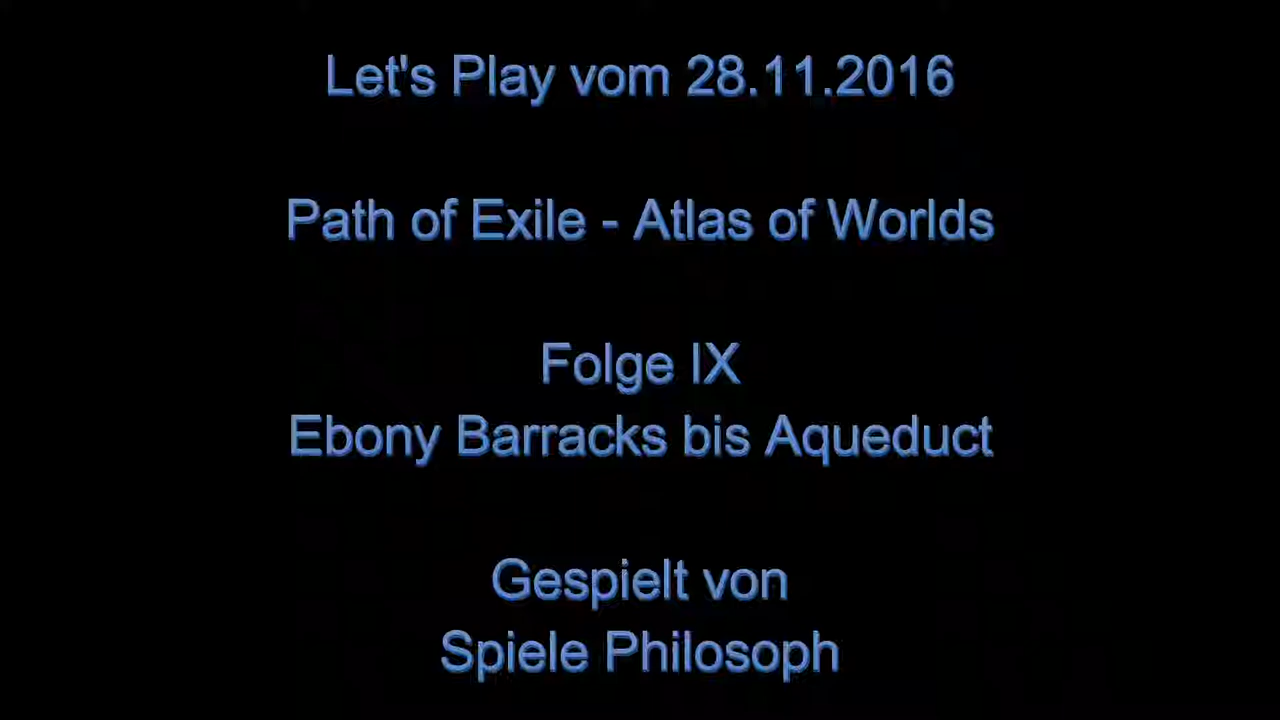 Let's Play vom 28.11.2016
Path of Exile - Atlas of Worlds
Folge IX
Ebony Barracks bis Aqueduct
Gespielt von
Spiele Philosoph